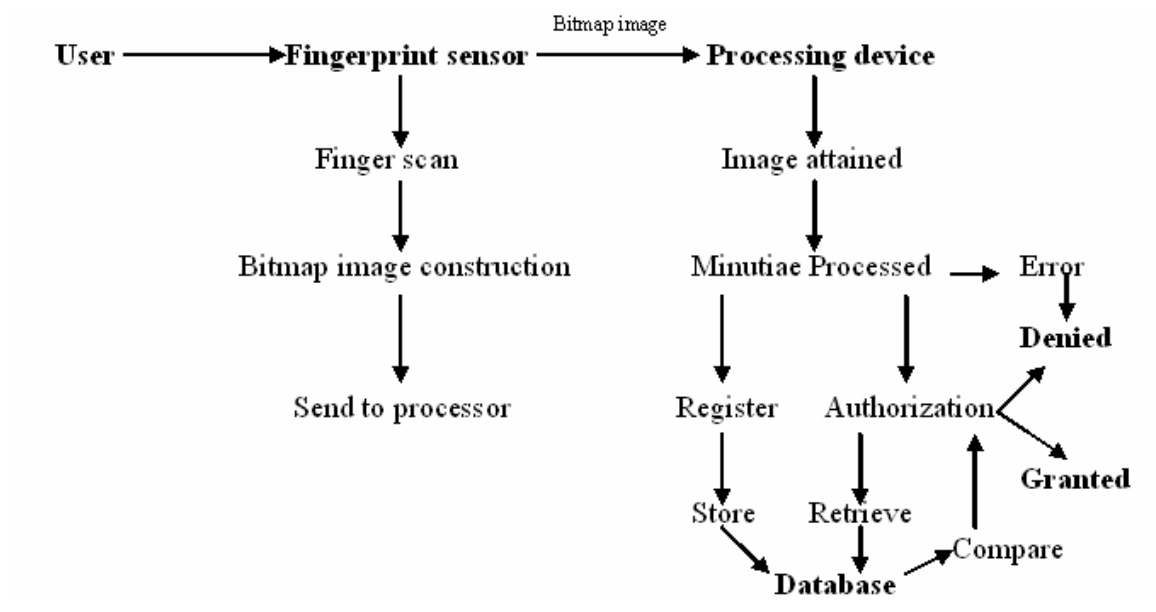 Bitmap image
User
Fingerprint sensor
Processing device
Finger scan
Image attained
Bitmap image construction
Minutiae Processed
Error
Denied
Send to processor
Register
Authorization
Granted
Store
Retrieve
Compare
Database